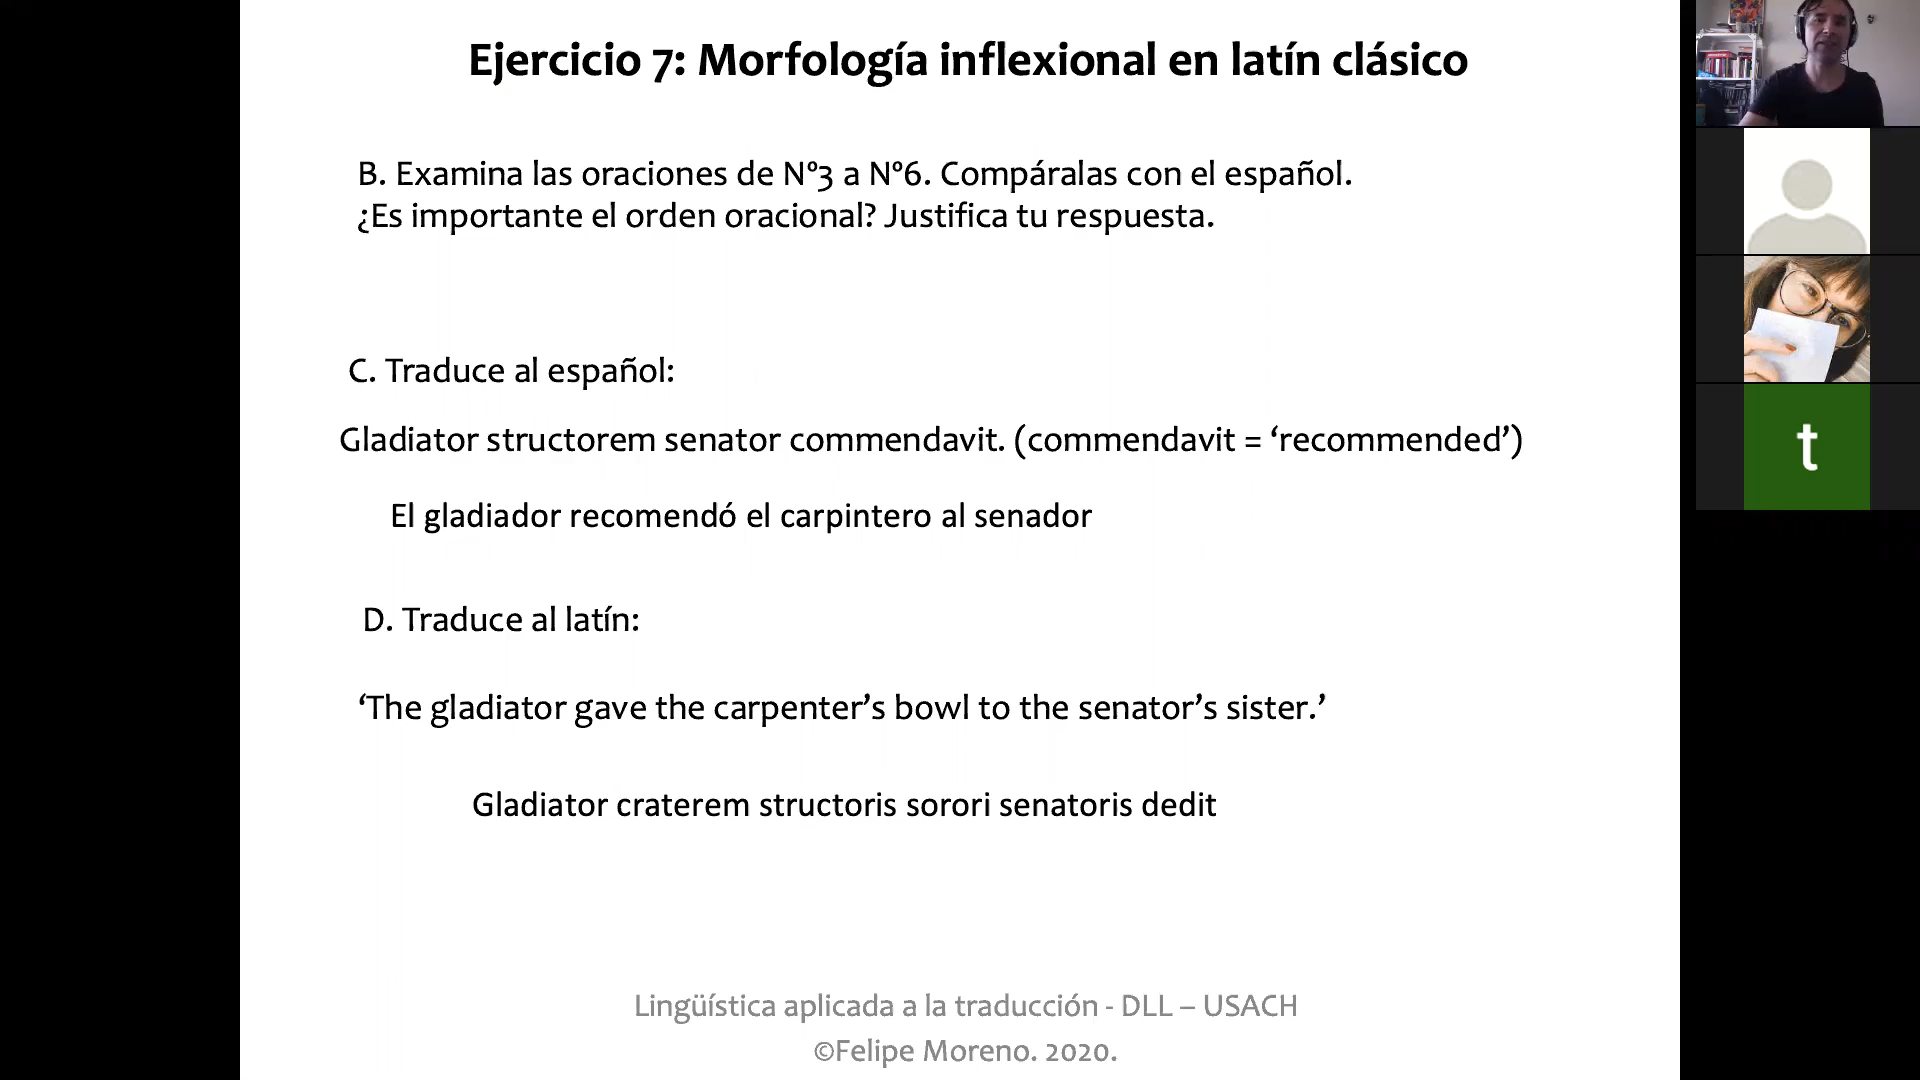 Ejercicio 7: Morfología inflexional en latín clásico
B. Examina las oraciones de Nº3 a Nº6. Compáralas con el español.
¿Es importante el orden oracional? Justifica tu respuesta.
C. Traduce al español:
Gladiator structorem senator commendavit. (commendavit = ‘recommended’)
El gladiador recomendó el carpintero al senador
D. Traduce al latín:
‘The gladiator gave the carpenter’s bowl to the senator’s sister.’
Gladiator craterem structoris sorori senatoris dedit
Lingüística aplicada a la traducción - DLL – USACH
©Felipe Moreno. 2020.
t